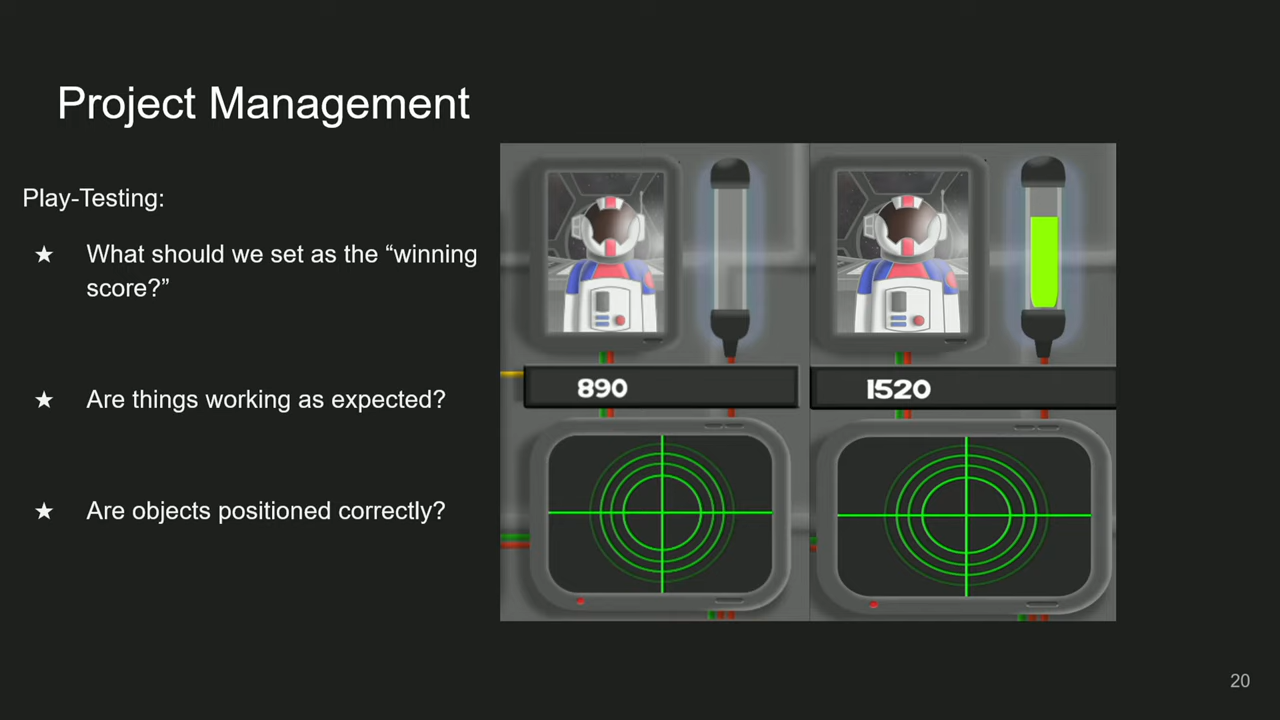 Project Management
Play-Testing:
★ What should we set as the “winning
score?”
★ Are things working as expected?
★ Are objects positioned correctly?
890
1520
20